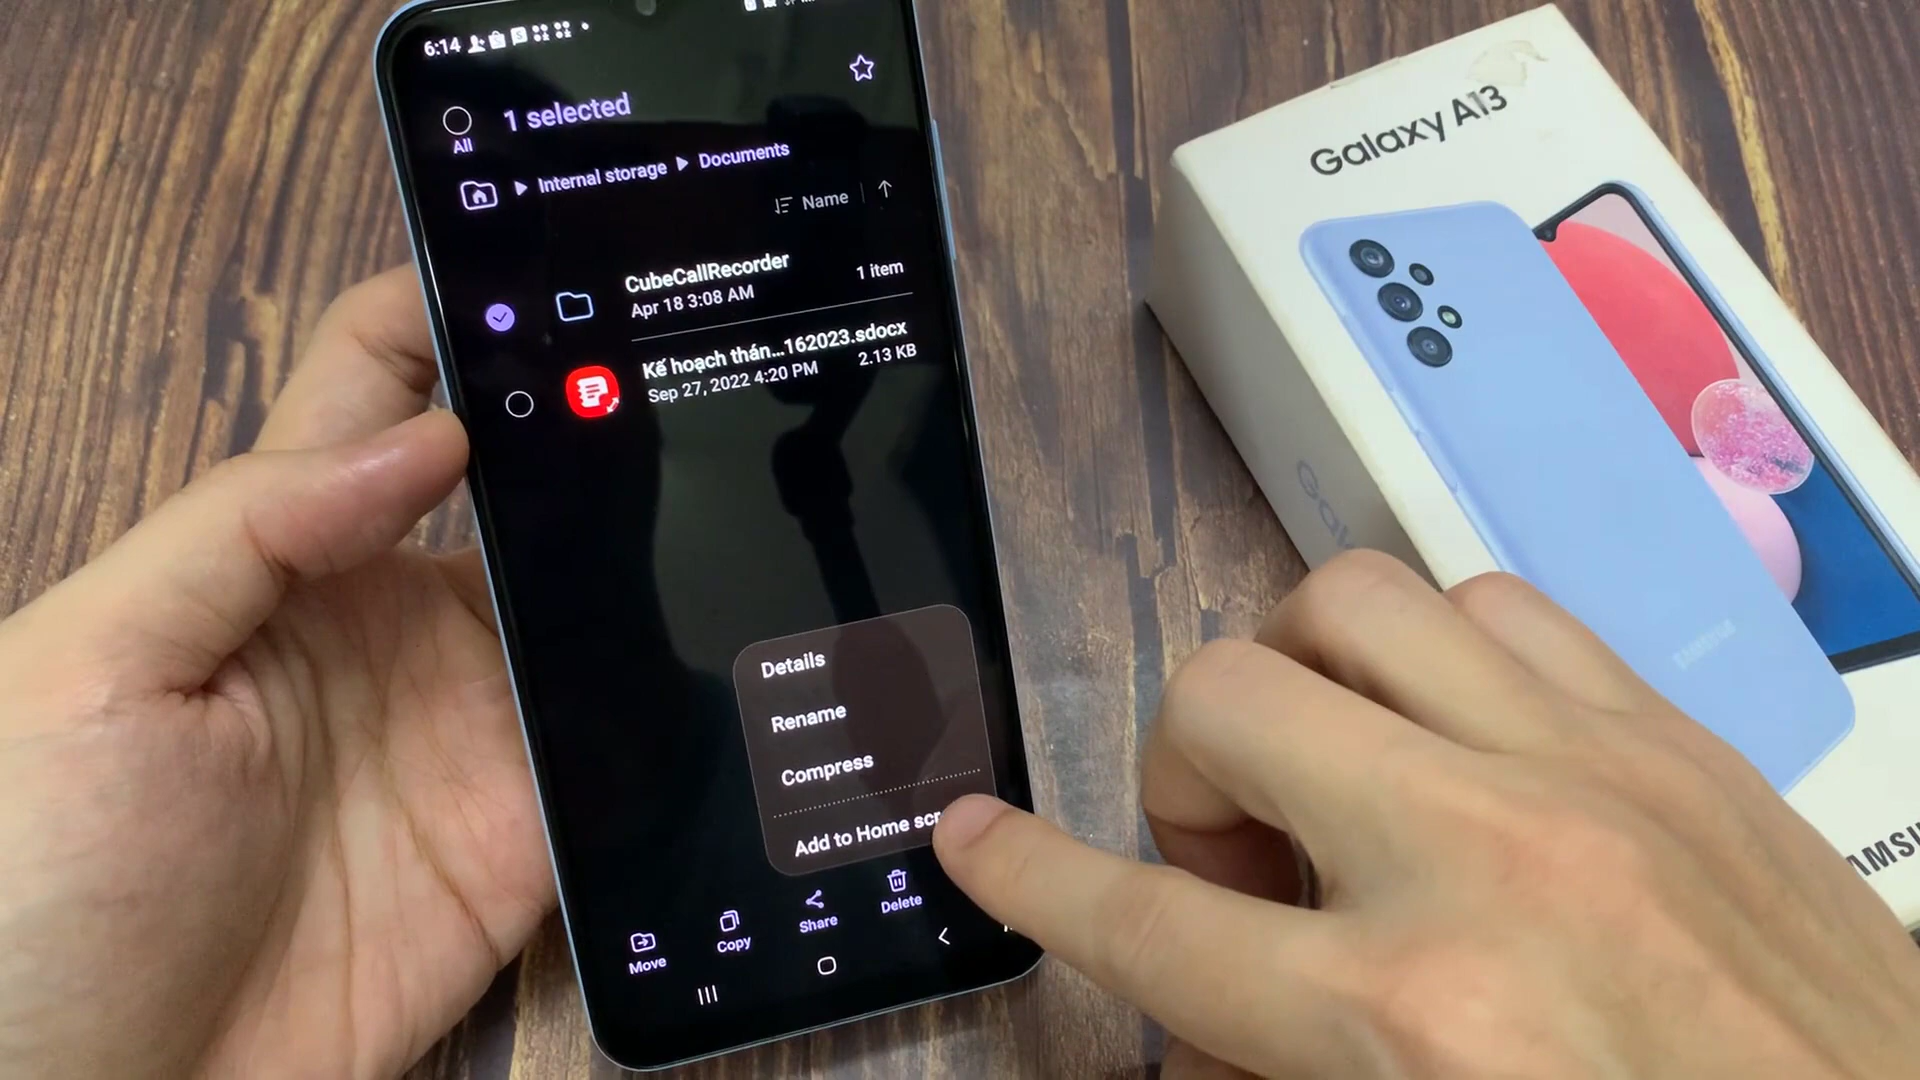 6:14
1 selected
All
Internal storage ▶ Documents
Name
CubeCallRecorder
Apr 18 3:08 AM
1 item
Kế hoạch thán...162023.sdocx
Sep 27, 2022 4:20 PM
2.13 KB
Details
Rename
Compress
Add to Home scr
Move
Copy
Share
Delete
Galaxy A13
SAMSUNG